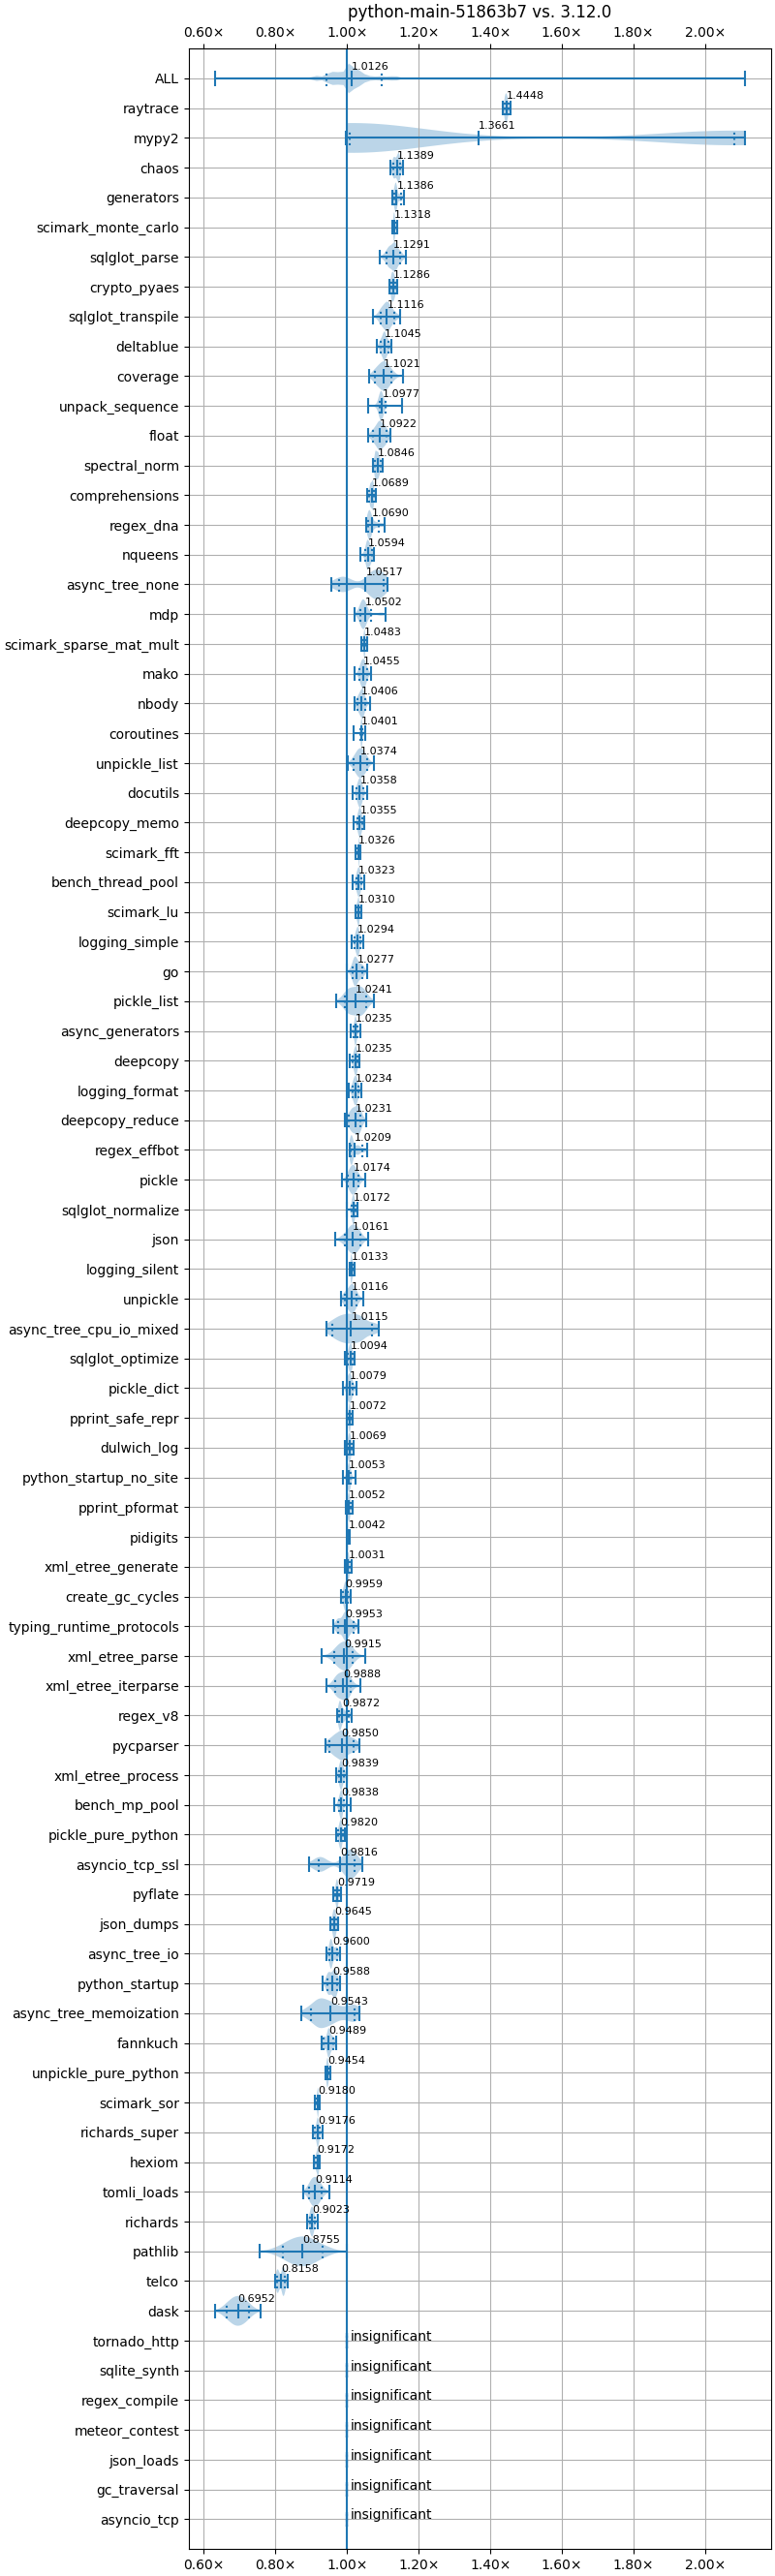 python-main-51863b7 vs. 3.12.0
0.60× 0.80× 1.00× 1.20× 1.40× 1.60× 1.80× 2.00×
ALL 1.0126
raytrace 1.4448
mypy2 1.3661
chaos 1.1389
generators 1.1386
scimark_monte_carlo 1.1318
sqlglot_parse 1.1291
crypto_pyaes 1.1286
sqlglot_transpile 1.1116
deltablue 1.1045
coverage 1.1021
unpack_sequence 1.0977
float 1.0922
spectral_norm 1.0846
comprehensions 1.0689
regex_dna 1.0690
nqueens 1.0594
async_tree_none 1.0517
mdp 1.0502
scimark_sparse_mat_mult 1.0483
mako 1.0455
nbody 1.0406
coroutines 1.0401
unpickle_list 1.0374
docutils 1.0358
deepcopy_memo 1.0355
scimark_fft 1.0326
bench_thread_pool 1.0323
scimark_lu 1.0310
logging_simple 1.0294
go 1.0277
pickle_list 1.0241
async_generators 1.0235
deepcopy 1.0235
logging_format 1.0234
deepcopy_reduce 1.0231
regex_effbot 1.0209
pickle 1.0174
sqlglot_normalize 1.0172
json 1.0161
logging_silent 1.0133
unpickle 1.0116
async_tree_cpu_io_mixed 1.0115
sqlglot_optimize 1.0094
pickle_dict 1.0079
pprint_safe_repr 1.0072
dulwich_log 1.0069
python_startup_no_site 1.0053
pprint_pformat 1.0052
pidigits 1.0042
xml_etree_generate 1.0031
create_gc_cycles 0.9959
typing_runtime_protocols 0.9953
xml_etree_parse 0.9915
xml_etree_iterparse 0.9888
regex_v8 0.9872
pycparser 0.9850
xml_etree_process 0.9839
bench_mp_pool 0.9838
pickle_pure_python 0.9820
asyncio_tcp_ssl 0.9816
pyflate 0.9719
json_dumps 0.9645
async_tree_io 0.9600
python_startup 0.9588
async_tree_memoization 0.9543
fannkuch 0.9489
unpickle_pure_python 0.9454
scimark_sor 0.9180
richards_super 0.9176
hexiom 0.9172
tomli_loads 0.9114
richards 0.9023
pathlib 0.8755
telco 0.8158
dask 0.6952
tornado_http insignificant
sqlite_synth insignificant
regex_compile insignificant
meteor_contest insignificant
json_loads insignificant
gc_traversal insignificant
asyncio_tcp insignificant
0.60× 0.80× 1.00× 1.20× 1.40× 1.60× 1.80× 2.00×